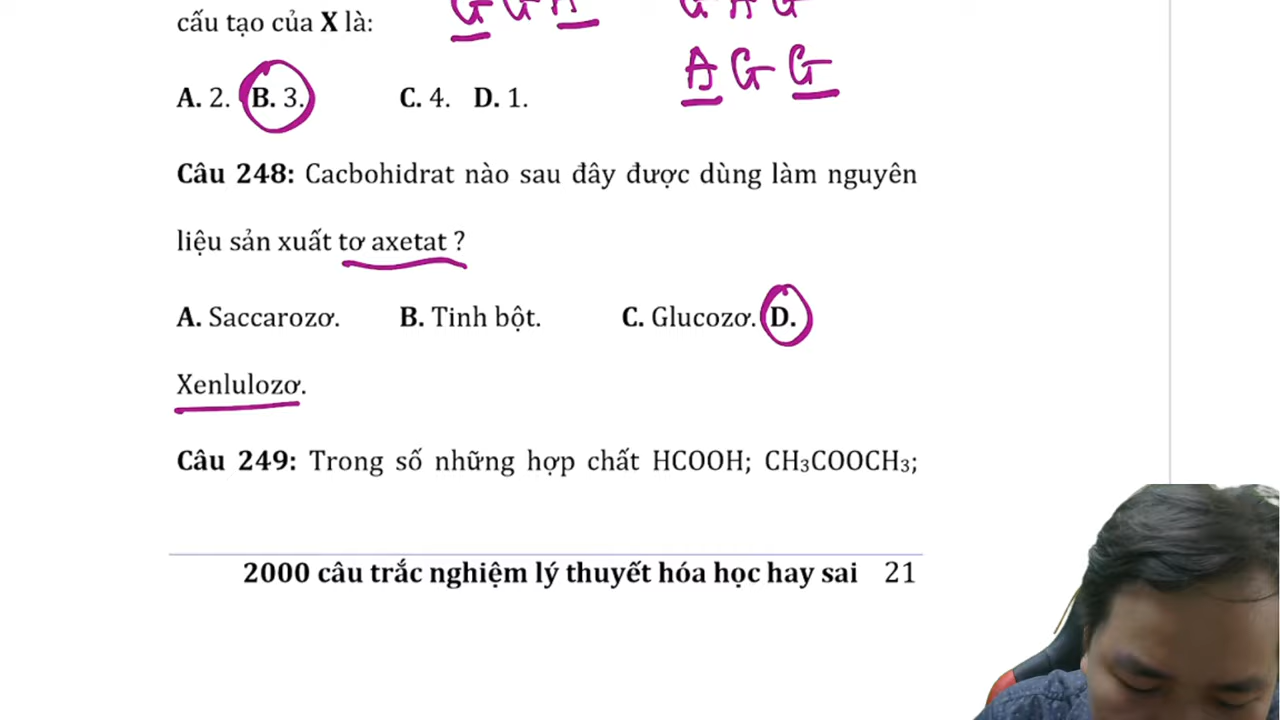 cấu tạo của X là:
G G A G A G
A G G
A. 2. B. 3. C. 4. D. 1.
Câu 248: Cacbohidrat nào sau đây được dùng làm nguyên
liệu sản xuất tơ axetat ?
A. Saccarozơ. B. Tinh bột. C. Glucozơ. D.
Xenlulozơ.
Câu 249: Trong số những hợp chất HCOOH; CH₃COOCH₃;
2000 câu trắc nghiệm lý thuyết hóa học hay sai 21